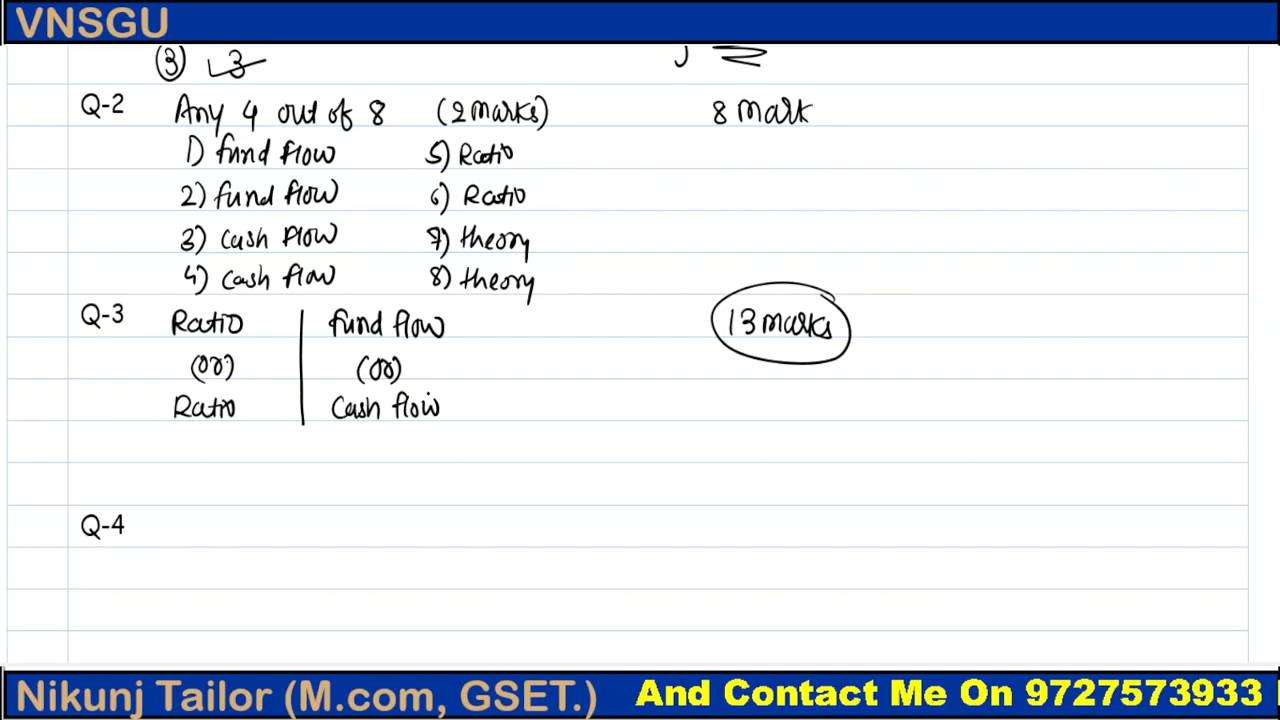 VNSGU
③ 3
Q-2 Any 4 out of 8 (2 Marks) 8 Mark
1) fund flow 5) Ratio
2) fund flow 6) Ratio
3) Cash flow 7) theory
4) Cash flow 8) theory
Q-3 Ratio fund flow 13 marks
(or) (or)
Ratio Cash flow
Q-4
Nikunj Tailor (M.com, GSET.) And Contact Me On 9727573933